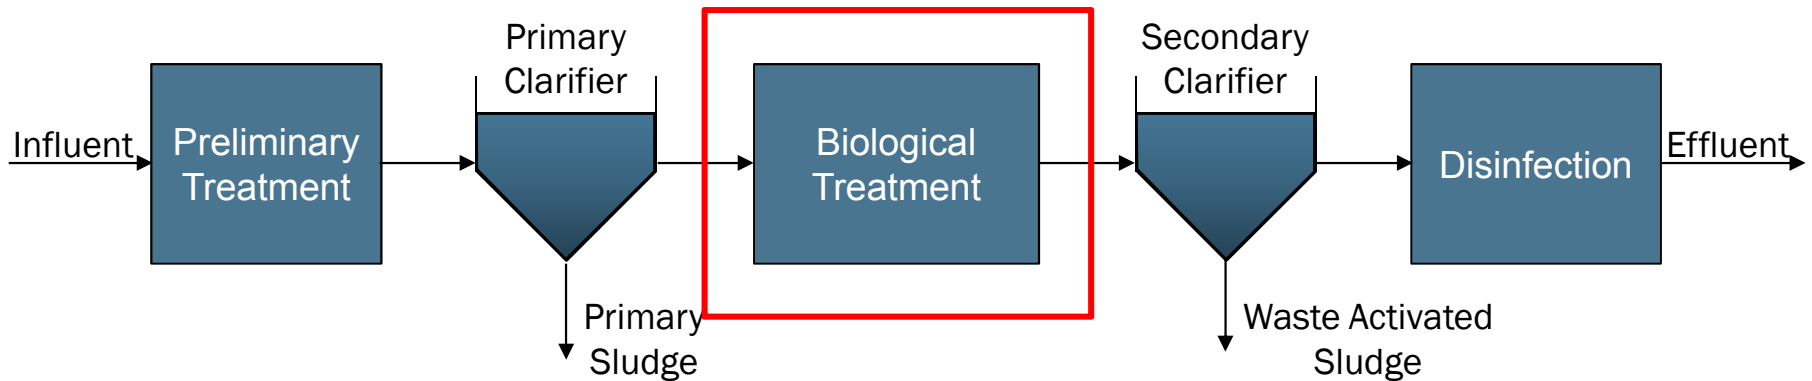 Influent
Preliminary
Treatment
Primary
Clarifier
Primary
Sludge
Biological
Treatment
Secondary
Clarifier
Waste Activated
Sludge
Disinfection
Effluent